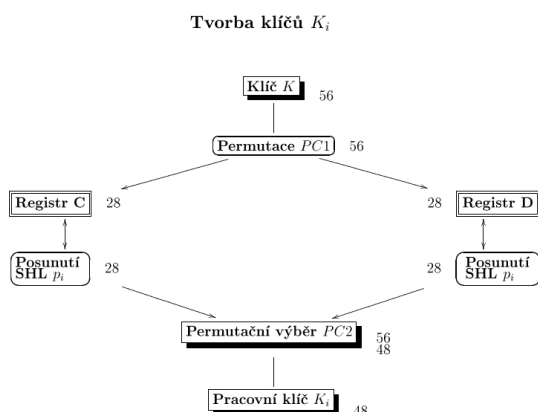 Tvorba klíčů K_i
Klíč K
56
Permutace PC1 56
Registr C 28
28 Registr D
Posunutí
SHL p_i
28
28
Posunutí
SHL p_i
Permutační výběr PC2
56
48
Pracovní klíč K_i
48